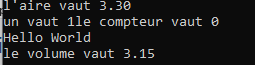 l'aire vaut 3.30
un vaut 1le compteur vaut 0
Hello World
le volume vaut 3.15